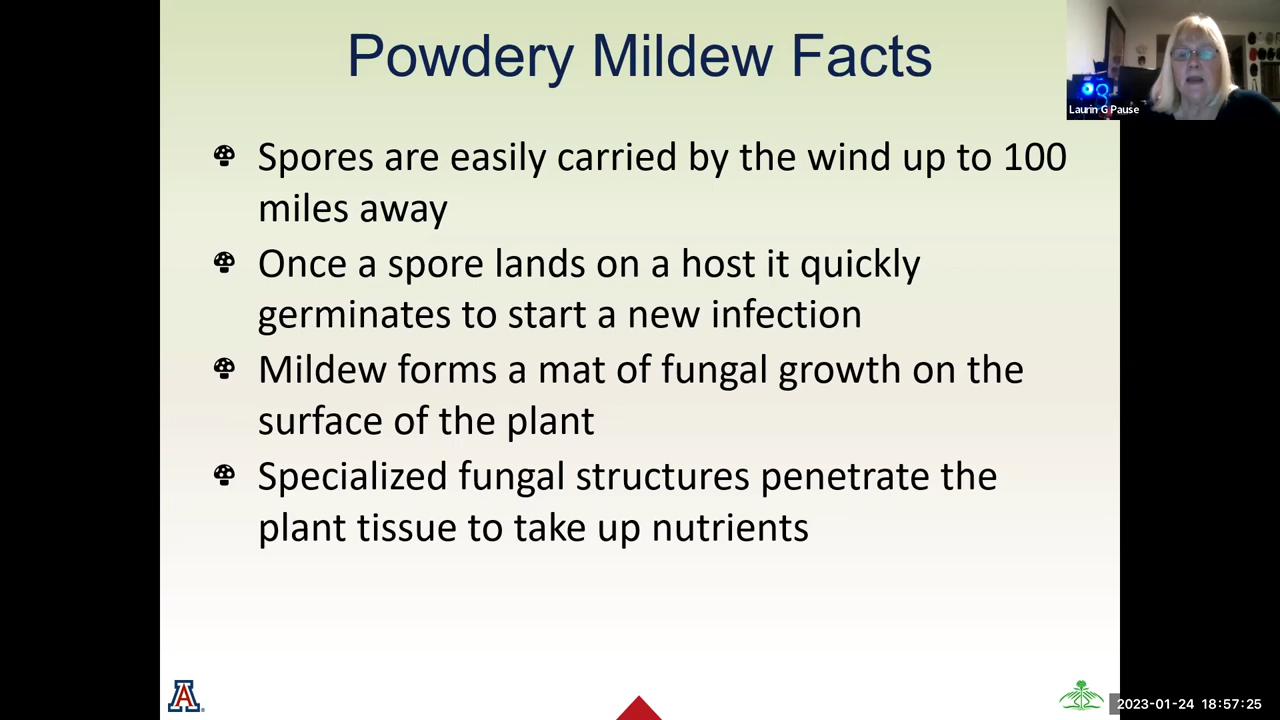 Powdery Mildew Facts
Laurin G Pause
Spores are easily carried by the wind up to 100
miles away
Once a spore lands on a host it quickly
germinates to start a new infection
Mildew forms a mat of fungal growth on the
surface of the plant
Specialized fungal structures penetrate the
plant tissue to take up nutrients
A
2023-01-24 18:57:25